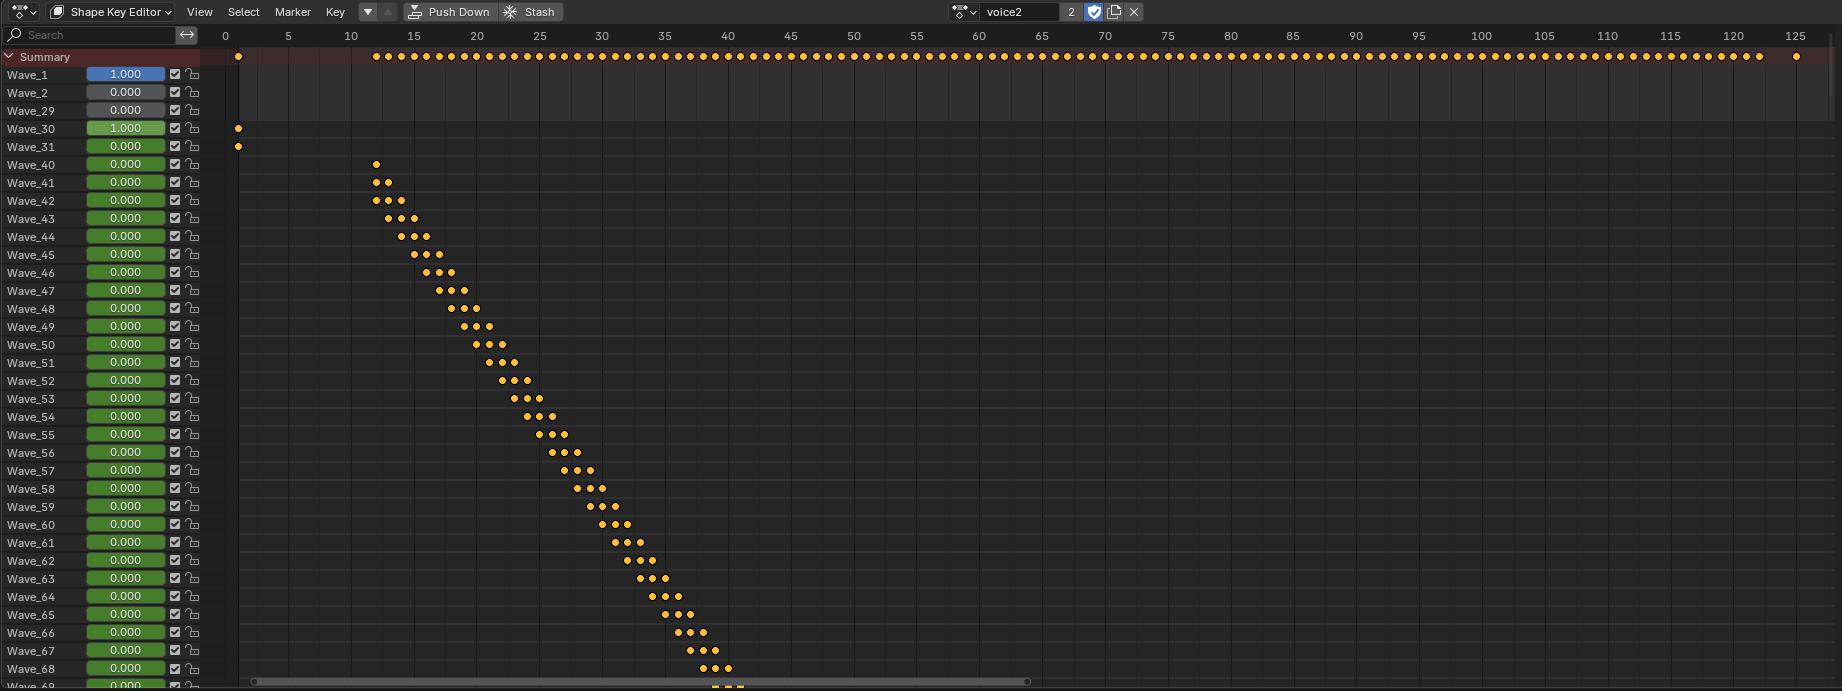 Shape Key Editor View Select Marker Key Push Down Stash voice2 2
Search 0 5 10 15 20 25 30 35 40 45 50 55 60 65 70 75 80 85 90 95 100 105 110 115 120 125
Summary
Wave_1 1.000
Wave_2 0.000
Wave_29 0.000
Wave_30 1.000
Wave_31 0.000
Wave_40 0.000
Wave_41 0.000
Wave_42 0.000
Wave_43 0.000
Wave_44 0.000
Wave_45 0.000
Wave_46 0.000
Wave_47 0.000
Wave_48 0.000
Wave_49 0.000
Wave_50 0.000
Wave_51 0.000
Wave_52 0.000
Wave_53 0.000
Wave_54 0.000
Wave_55 0.000
Wave_56 0.000
Wave_57 0.000
Wave_58 0.000
Wave_59 0.000
Wave_60 0.000
Wave_61 0.000
Wave_62 0.000
Wave_63 0.000
Wave_64 0.000
Wave_65 0.000
Wave_66 0.000
Wave_67 0.000
Wave_68 0.000